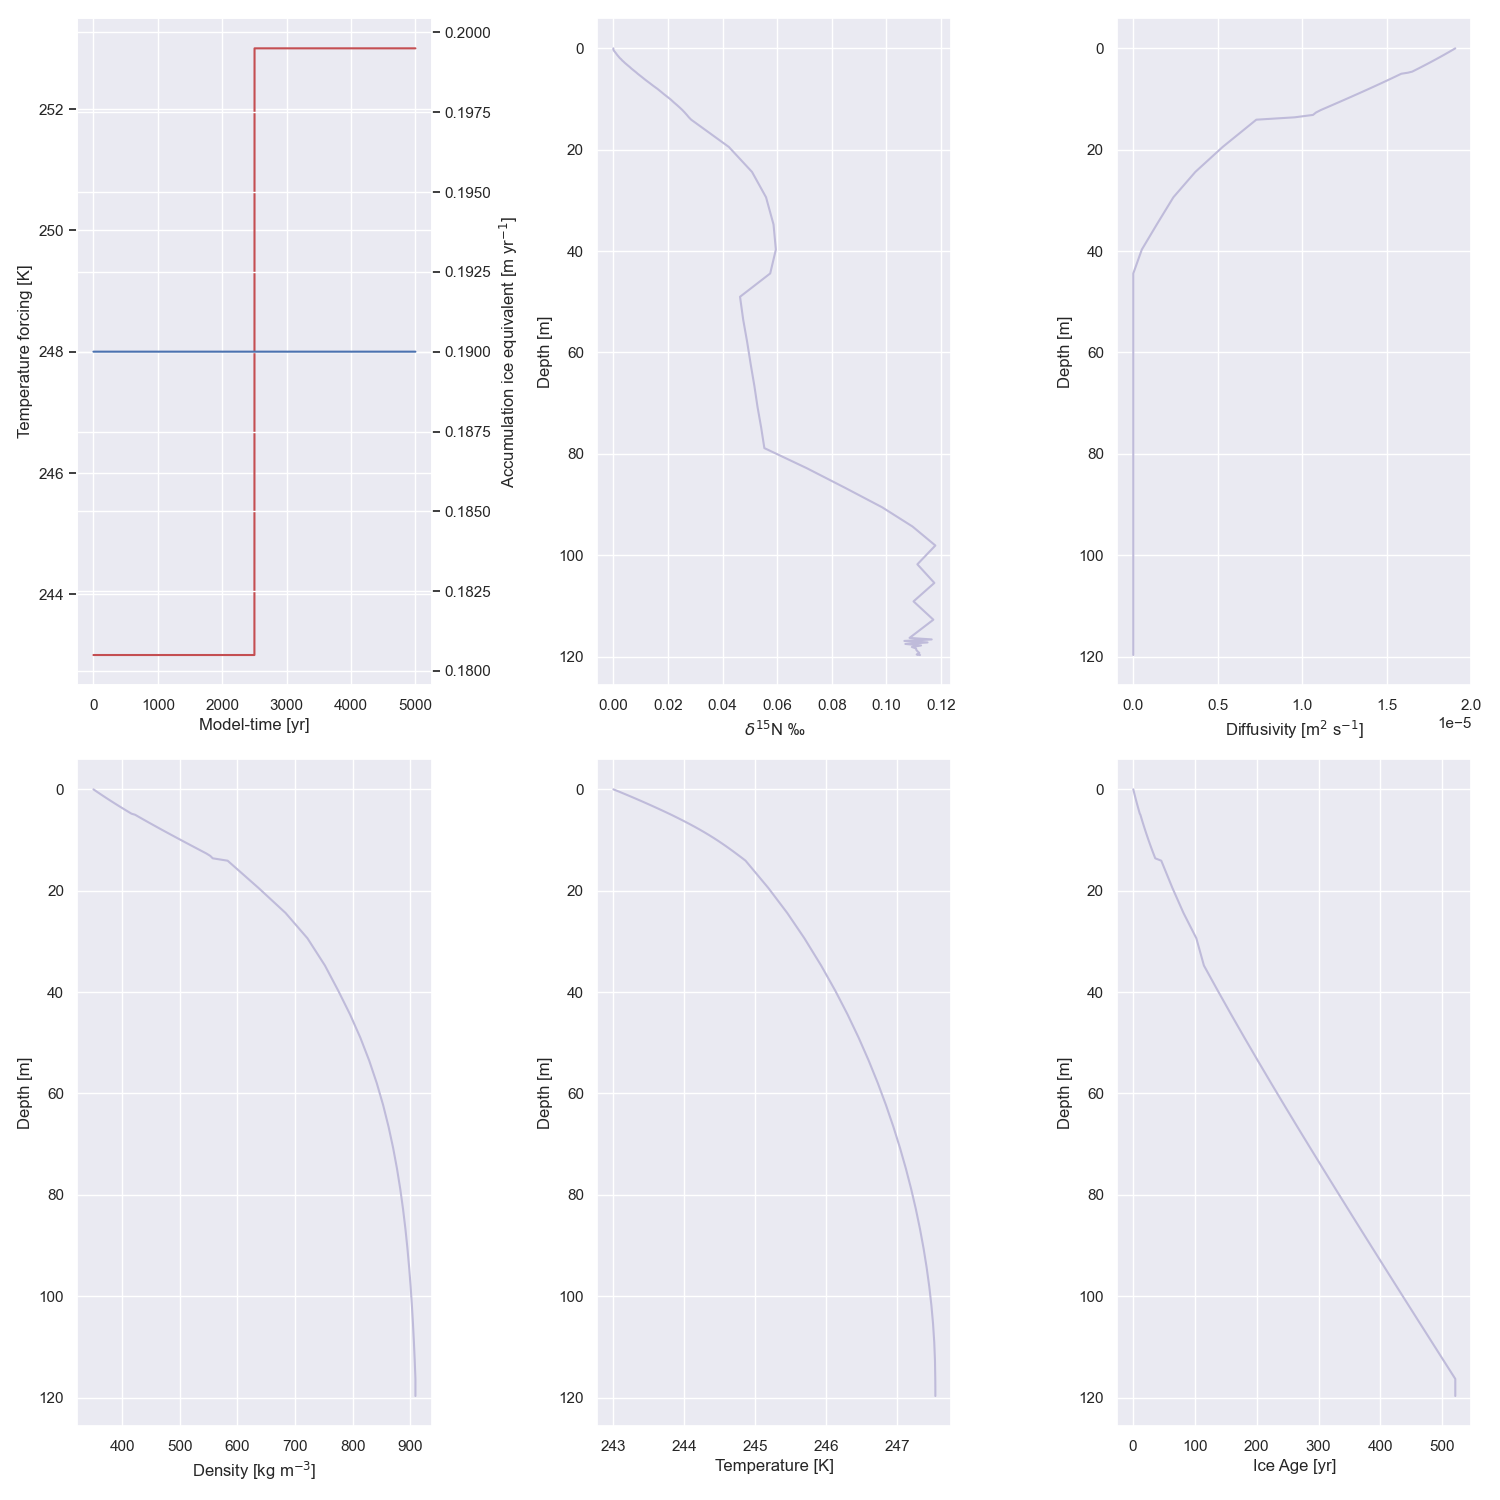 Temperature forcing [K]
252
250
248
246
244
0.2000
0.1975
0.1950
0.1925
0.1900
0.1875
0.1850
0.1825
0.1800
Accumulation ice equivalent [m yr⁻¹]
0 1000 2000 3000 4000 5000
Model-time [yr]
Depth [m]
0
20
40
60
80
100
120
0.00 0.02 0.04 0.06 0.08 0.10 0.12
δ¹⁵N ‰
Depth [m]
0
20
40
60
80
100
120
0.0 0.5 1.0 1.5 2.0
1e−5
Diffusivity [m² s⁻¹]
Depth [m]
0
20
40
60
80
100
120
400 500 600 700 800 900
Density [kg m⁻³]
Depth [m]
0
20
40
60
80
100
120
243 244 245 246 247
Temperature [K]
Depth [m]
0
20
40
60
80
100
120
0 100 200 300 400 500
Ice Age [yr]